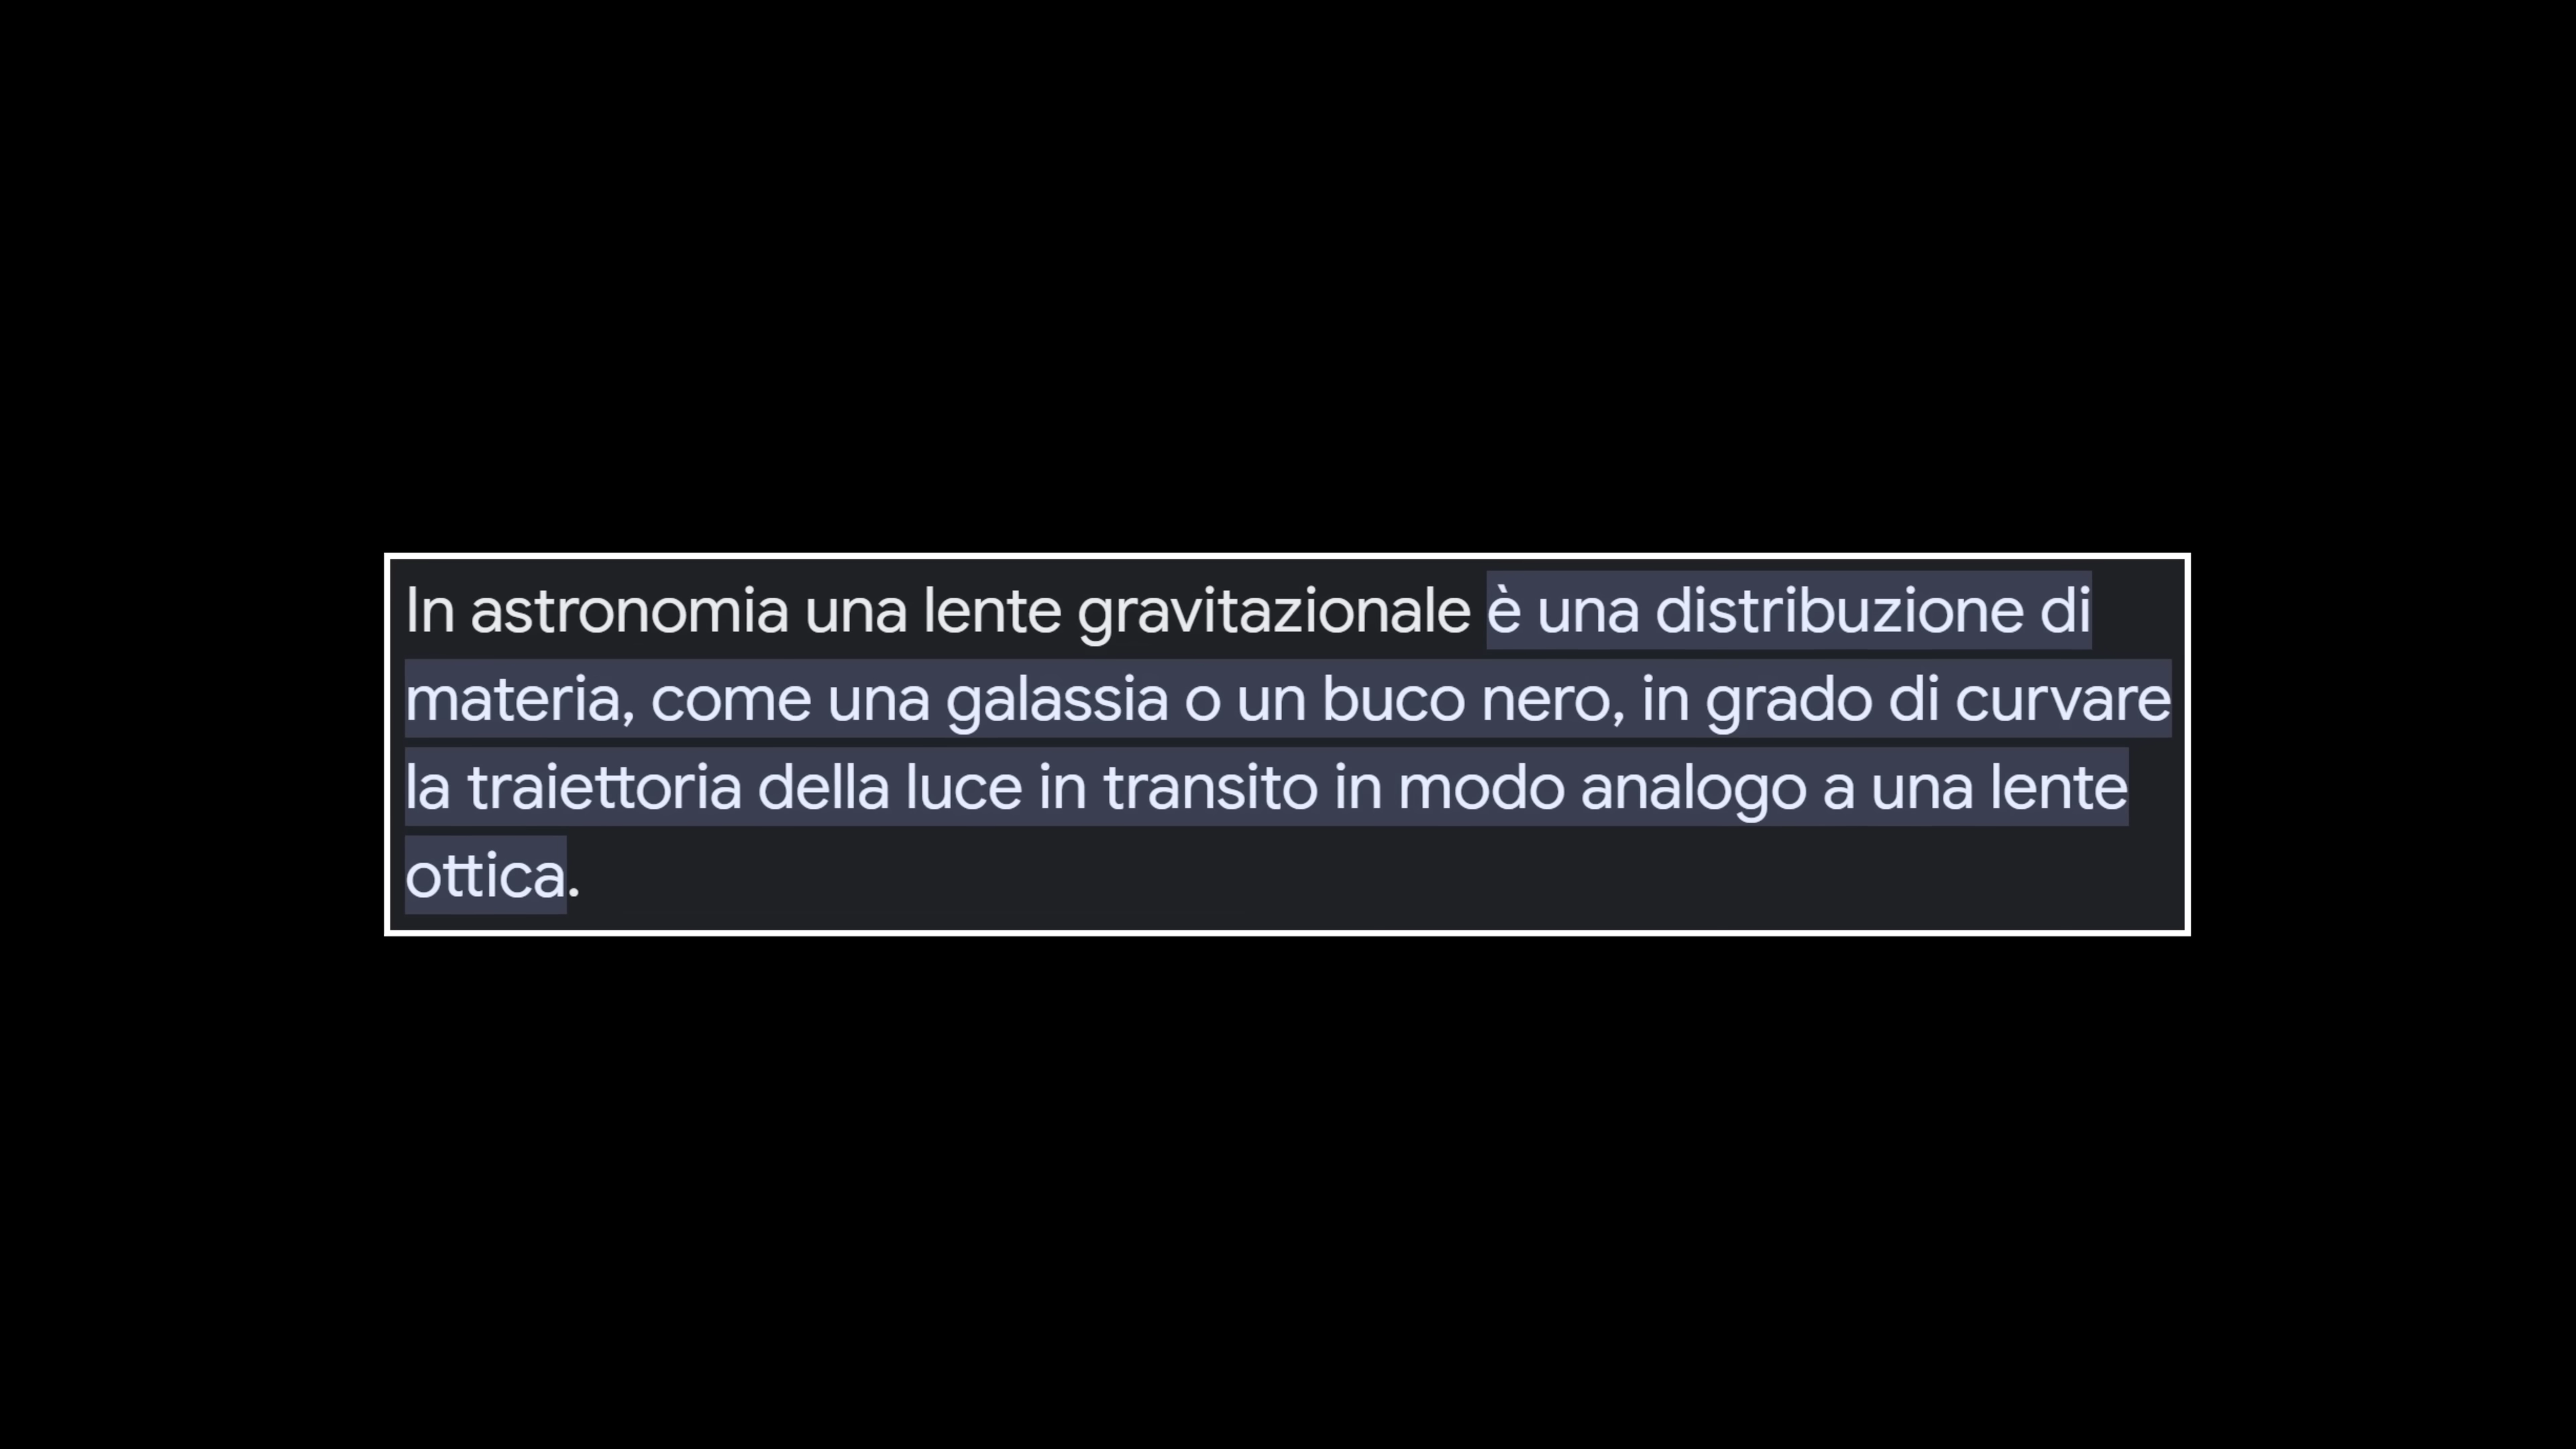 In astronomia una lente gravitazionale è una distribuzione di
materia, come una galassia o un buco nero, in grado di curvare
la traiettoria della luce in transito in modo analogo a una lente
ottica.